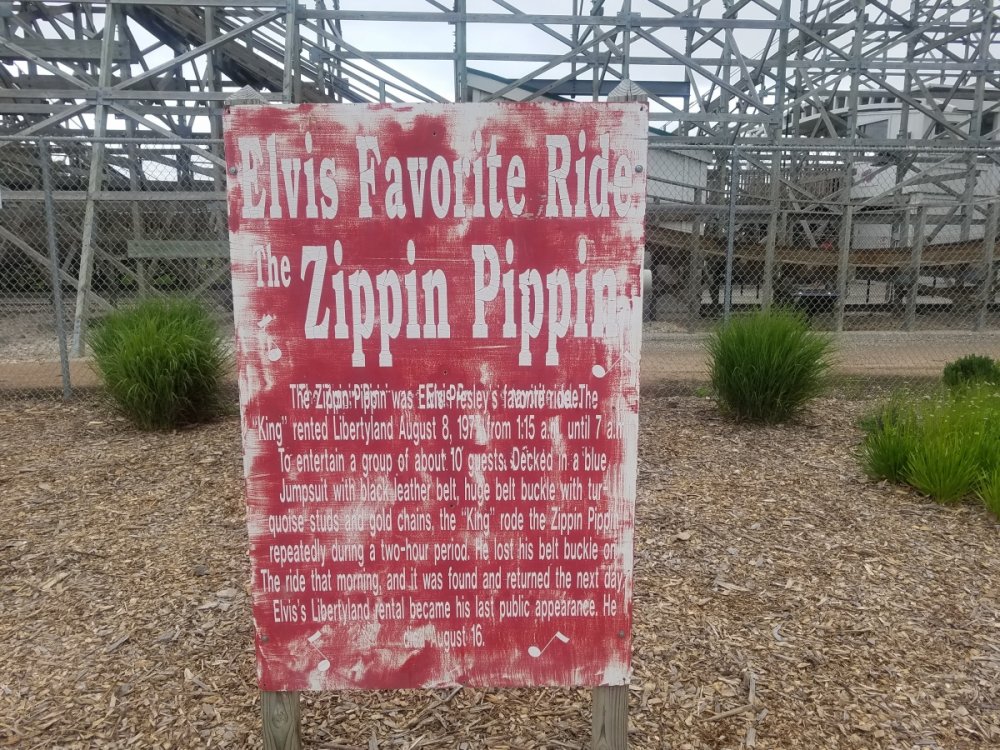 Elvis Favorite Ride
The Zippin Pippin
The Zippin Pippin was Elvis Presley's favorite ride. The
"King" rented Libertyland August 8, 197 from 1:15 a.m. until 7 a.m
To entertain a group of about 10 guests. Decked in a blue
Jumpsuit with black leather belt, huge belt buckle with tur-
quoise studs and gold chains, the "King" rode the Zippin Pippin
repeatedly during a two-hour period. He lost his belt buckle on
The ride that morning, and it was found and returned the next day
Elvis's Libertyland rental became his last public appearance. He
died August 16.